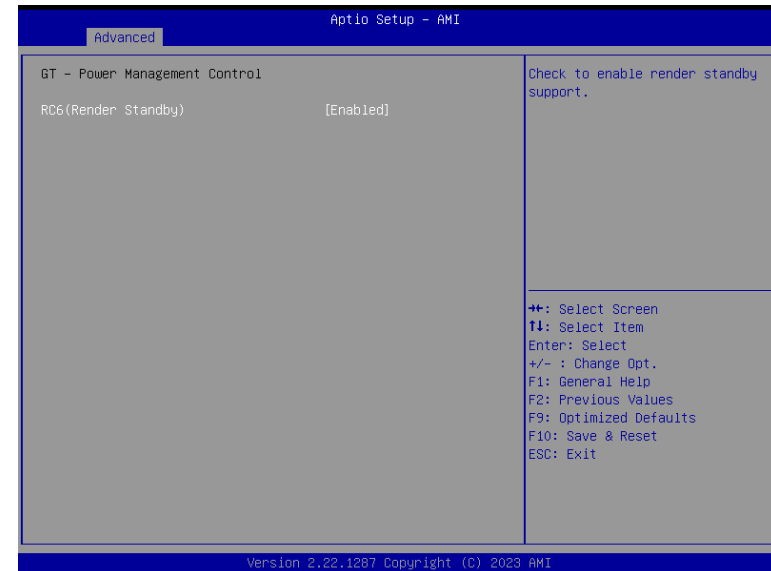 Aptio Setup – AMI
Advanced
GT – Power Management Control
RC6(Render Standby) [Enabled]
Check to enable render standby
support.
→←: Select Screen
↑↓: Select Item
Enter: Select
+/- : Change Opt.
F1: General Help
F2: Previous Values
F9: Optimized Defaults
F10: Save & Reset
ESC: Exit
Version 2.22.1287 Copyright (C) 2023 AMI